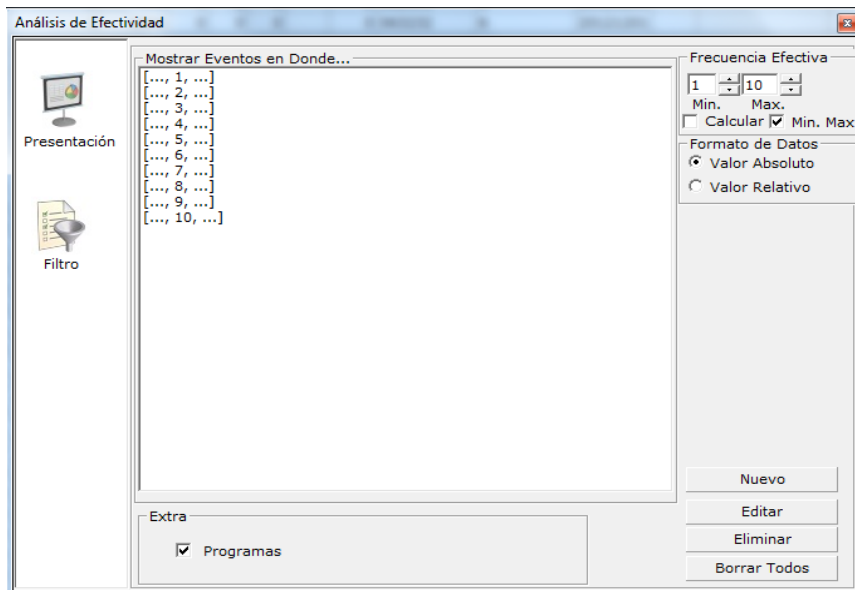 Análisis de Efectividad
Presentación
Filtro
Mostrar Eventos en Donde...
[..., 1, ...]
[..., 2, ...]
[..., 3, ...]
[..., 4, ...]
[..., 5, ...]
[..., 6, ...]
[..., 7, ...]
[..., 8, ...]
[..., 9, ...]
[..., 10, ...]
Extra
Programas
Frecuencia Efectiva
1 10
Min. Max.
Calcular Min. Max
Formato de Datos
Valor Absoluto
Valor Relativo
Nuevo
Editar
Eliminar
Borrar Todos